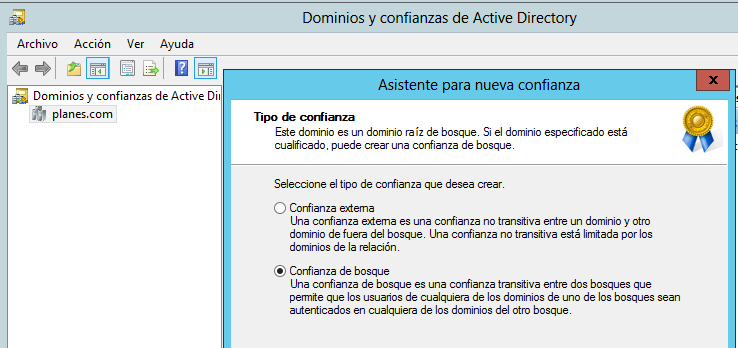 Dominios y confianzas de Active Directory
Archivo Acción Ver Ayuda
Dominios y confianzas de Active Di
planes.com
Asistente para nueva confianza
x
Tipo de confianza
Este dominio es un dominio raíz de bosque. Si el dominio especificado está
cualificado, puede crear una confianza de bosque.
Seleccione el tipo de confianza que desea crear.
Confianza externa
Una confianza externa es una confianza no transitiva entre un dominio y otro
dominio de fuera del bosque. Una confianza no transitiva está limitada por los
dominios de la relación.
Confianza de bosque
Una confianza de bosque es una confianza transitiva entre dos bosques que
permite que los usuarios de cualquiera de los dominios de uno de los bosques sean
autenticados en cualquiera de los dominios del otro bosque.